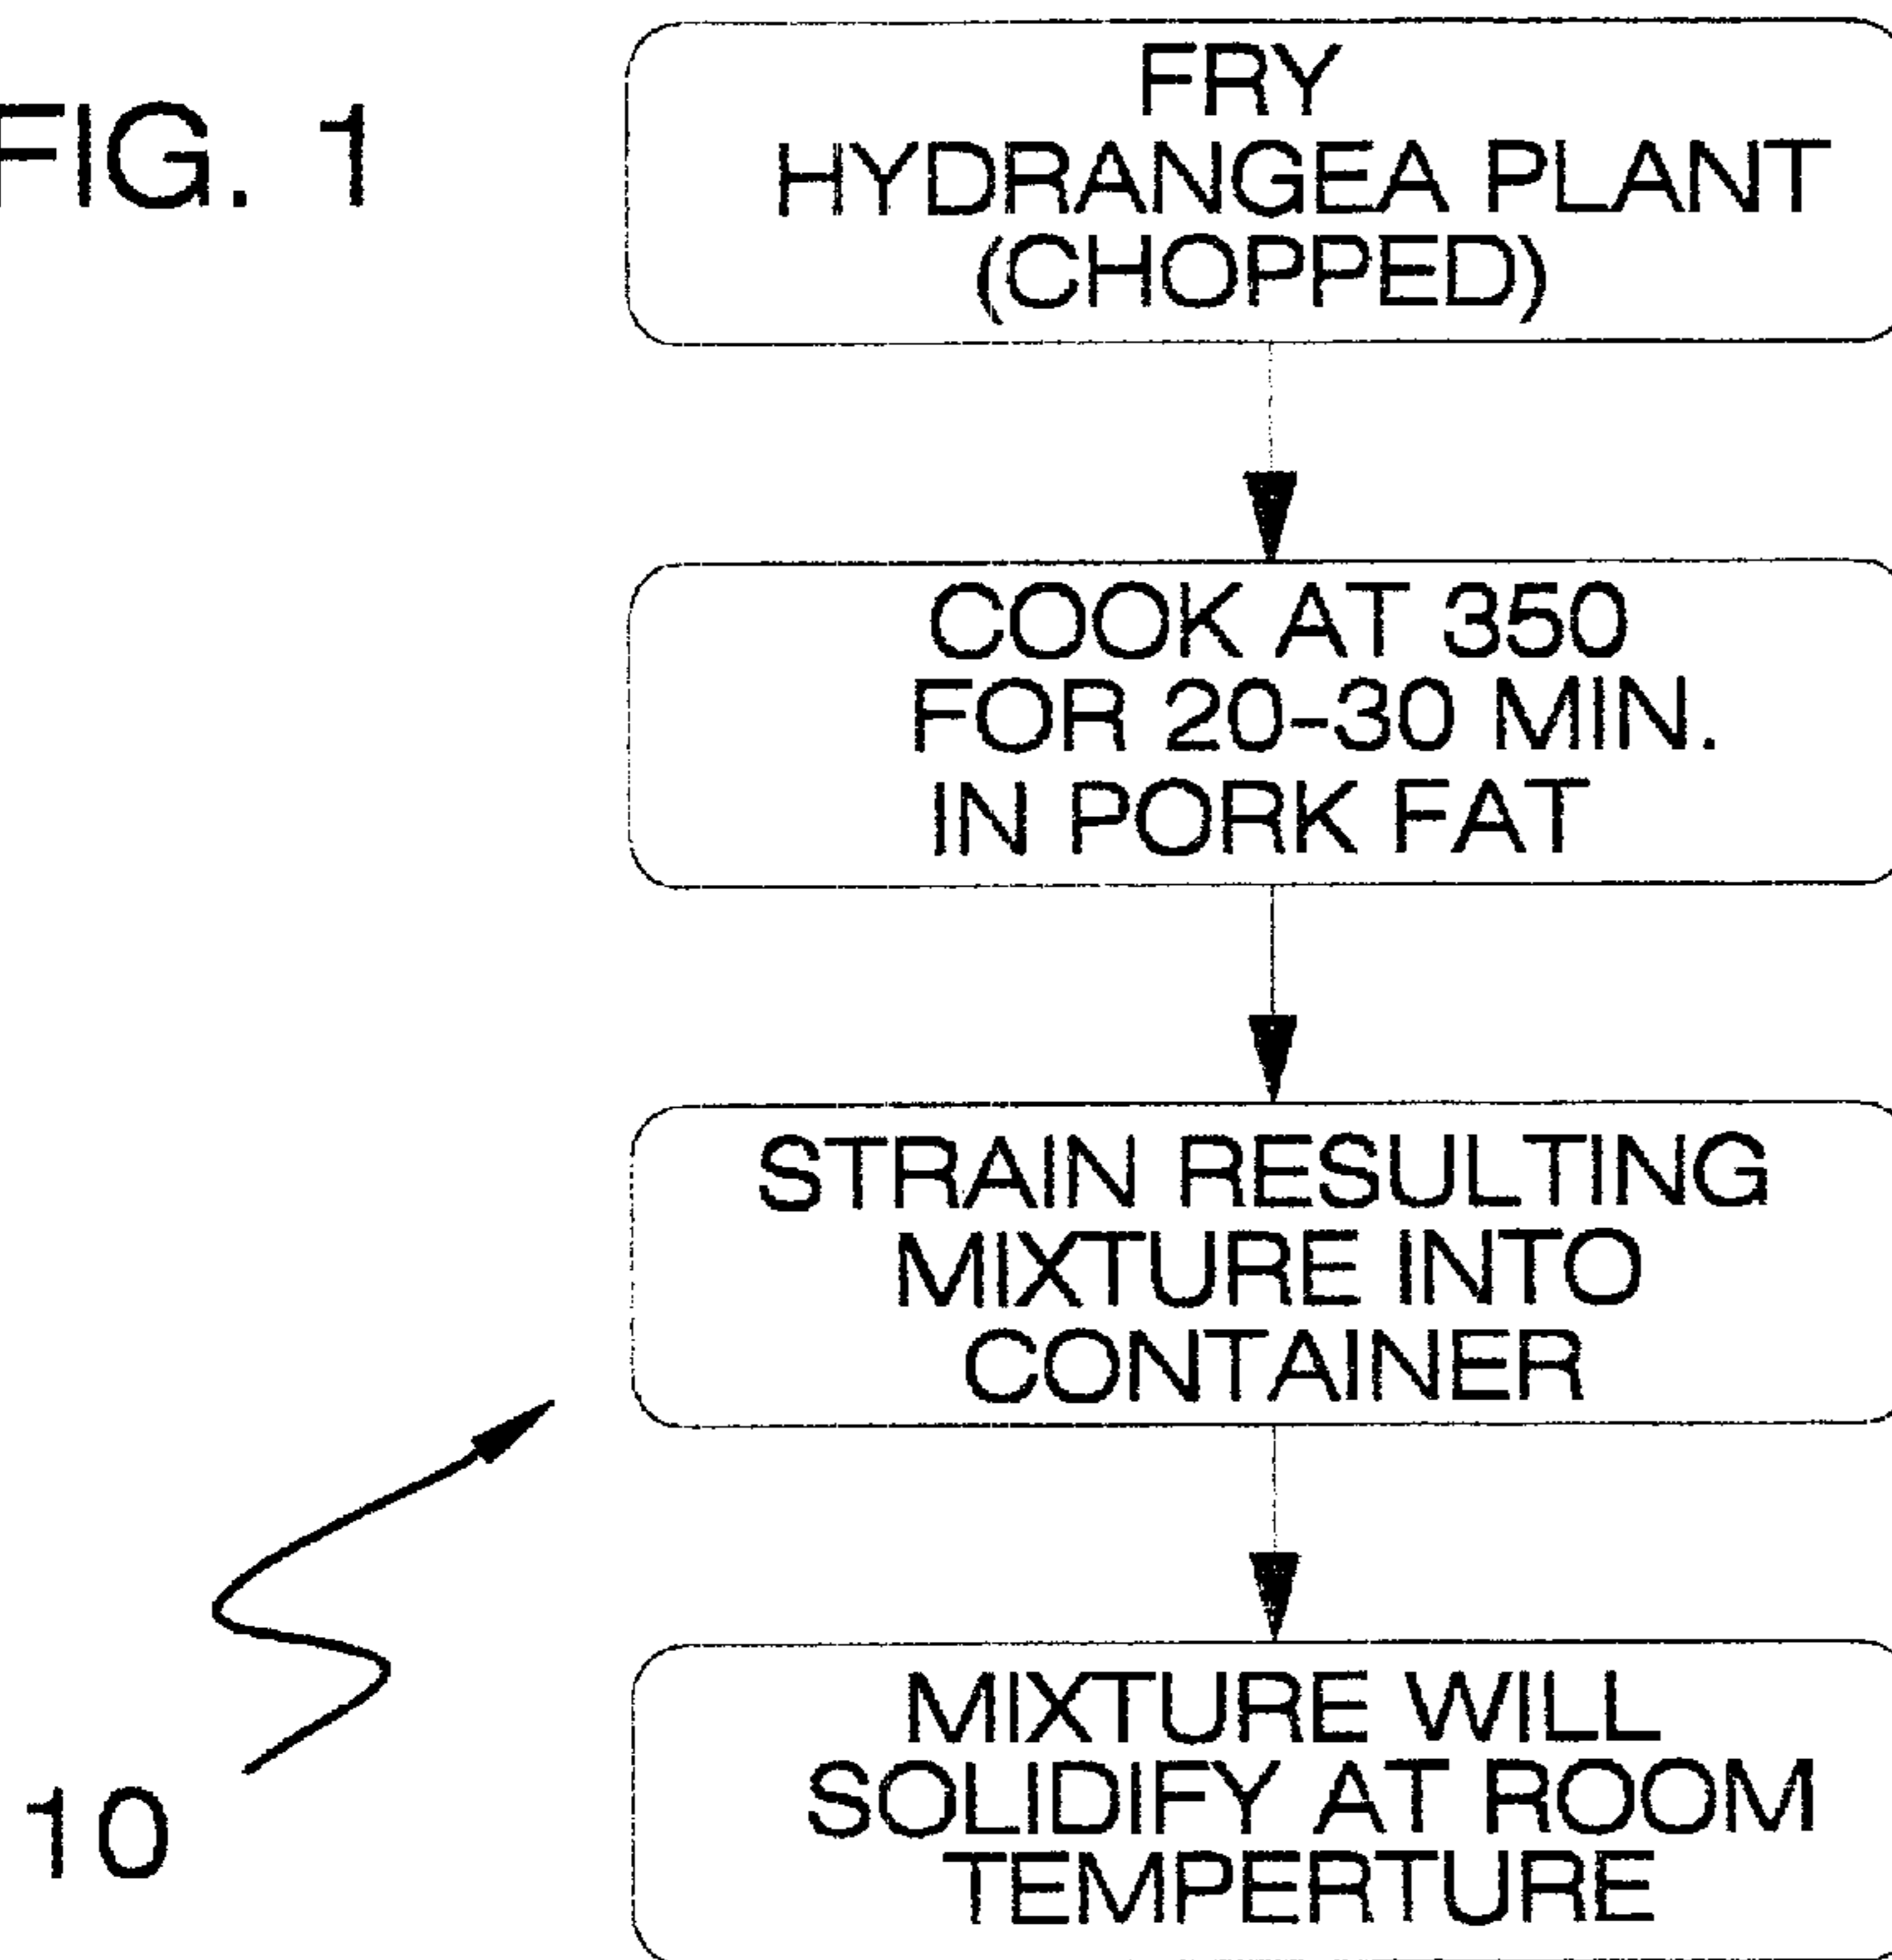 FIG. 1
FRY
HYDRANGEA PLANT
(CHOPPED)
COOK AT 350
FOR 20-30 MIN.
IN PORK FAT
STRAIN RESULTING
MIXTURE INTO
CONTAINER
MIXTURE WILL
SOLIDIFY AT ROOM
TEMPERTURE
10